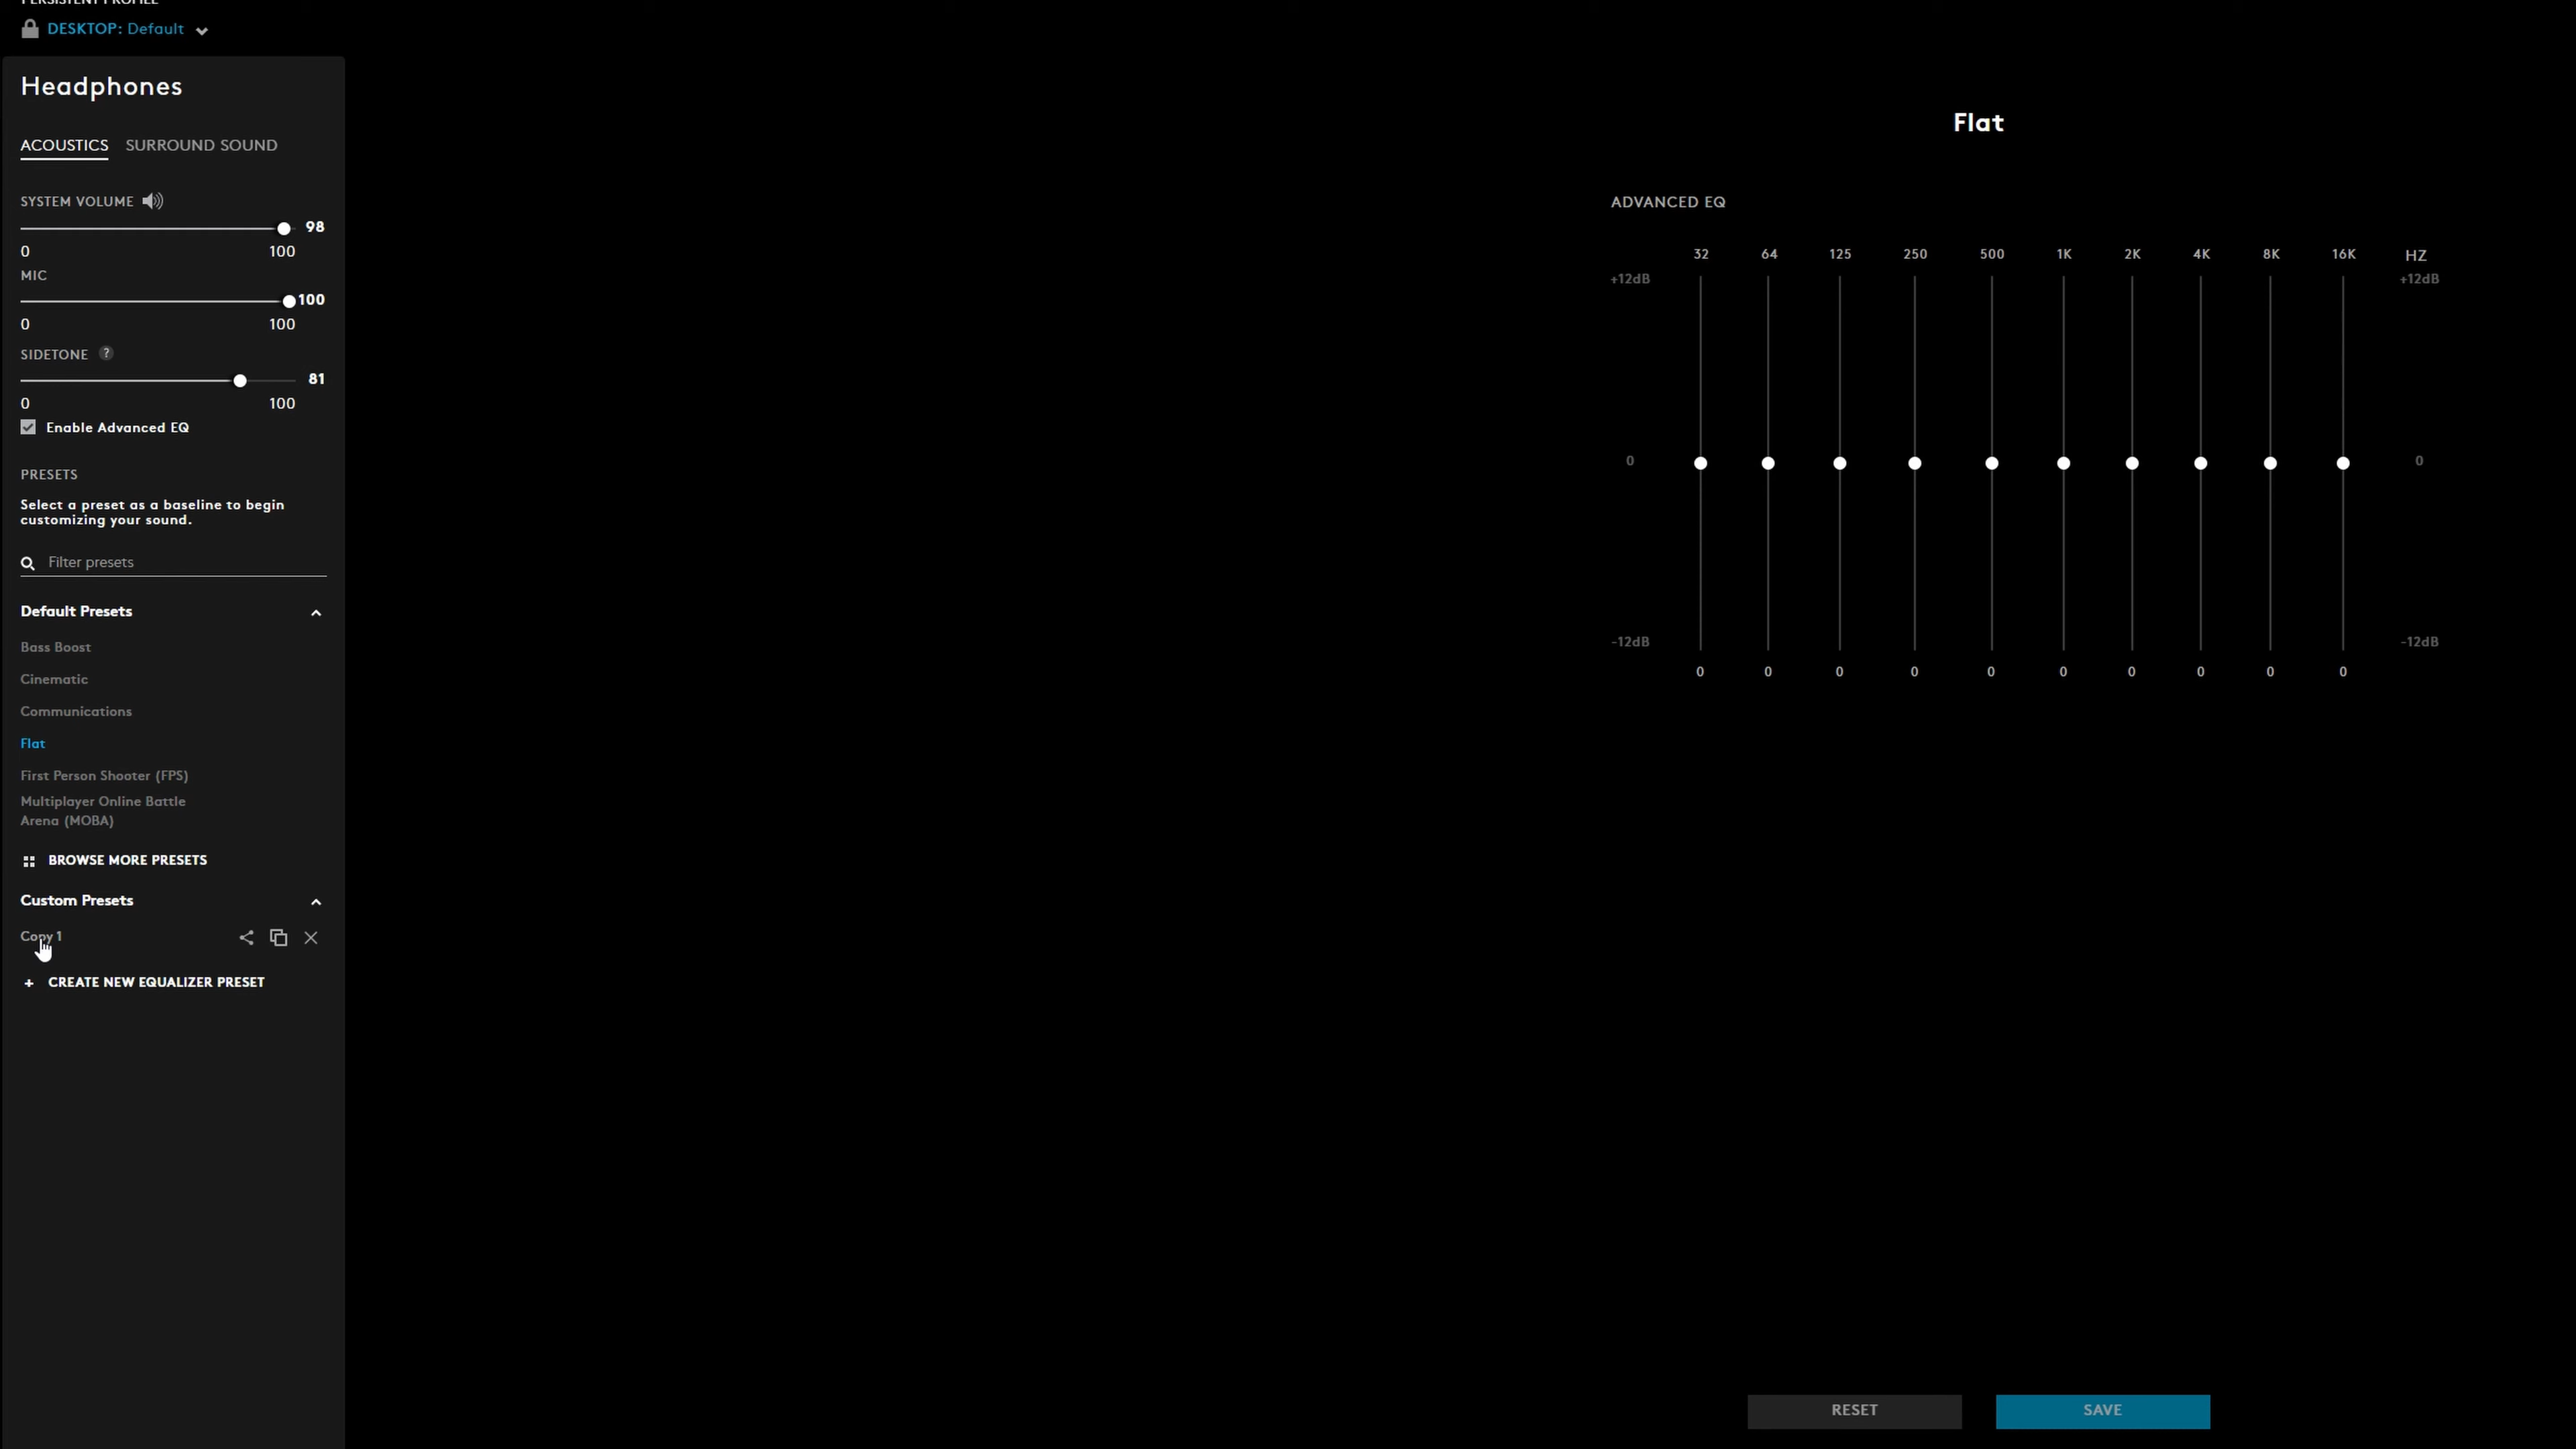 PERSISTENT PROFILE
DESKTOP: Default
Headphones
ACOUSTICS SURROUND SOUND
SYSTEM VOLUME
98
0 100
MIC
100
0 100
SIDETONE ?
81
0 100
Enable Advanced EQ
PRESETS
Select a preset as a baseline to begin
customizing your sound.
Filter presets
Default Presets
Bass Boost
Cinematic
Communications
Flat
First Person Shooter (FPS)
Multiplayer Online Battle
Arena (MOBA)
BROWSE MORE PRESETS
Custom Presets
Copy 1
+ CREATE NEW EQUALIZER PRESET
Flat
ADVANCED EQ
32 64 125 250 500 1K 2K 4K 8K 16K HZ
+12dB +12dB
0 0
-12dB -12dB
0 0 0 0 0 0 0 0 0 0
RESET SAVE